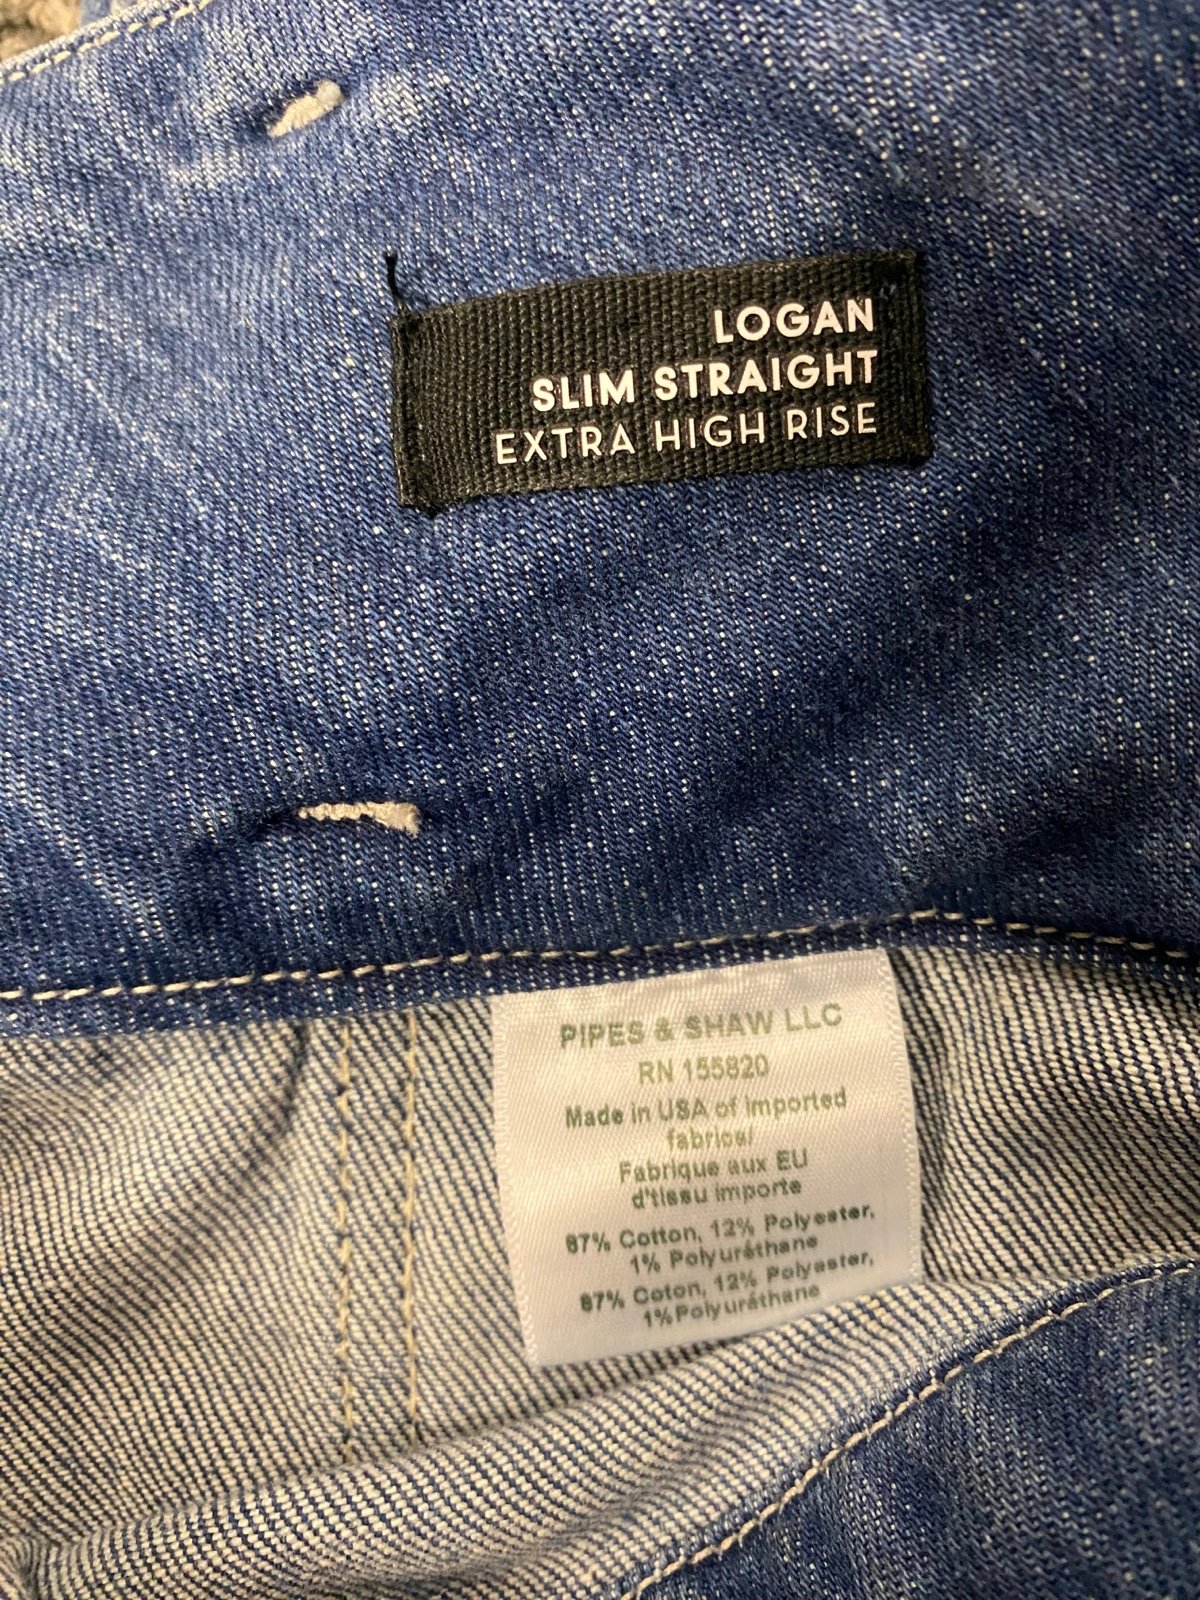 LOGAN
SLIM STRAIGHT
EXTRA HIGH RISE
PIPES & SHAW LLC
RN 155820
Made in USA of imported
fabrics/
Fabrique aux EU
d'tissu importe
87% Cotton, 12% Polyester,
1% Polyuréthane
87% Coton, 12% Polyester,
1%Polyuréthane